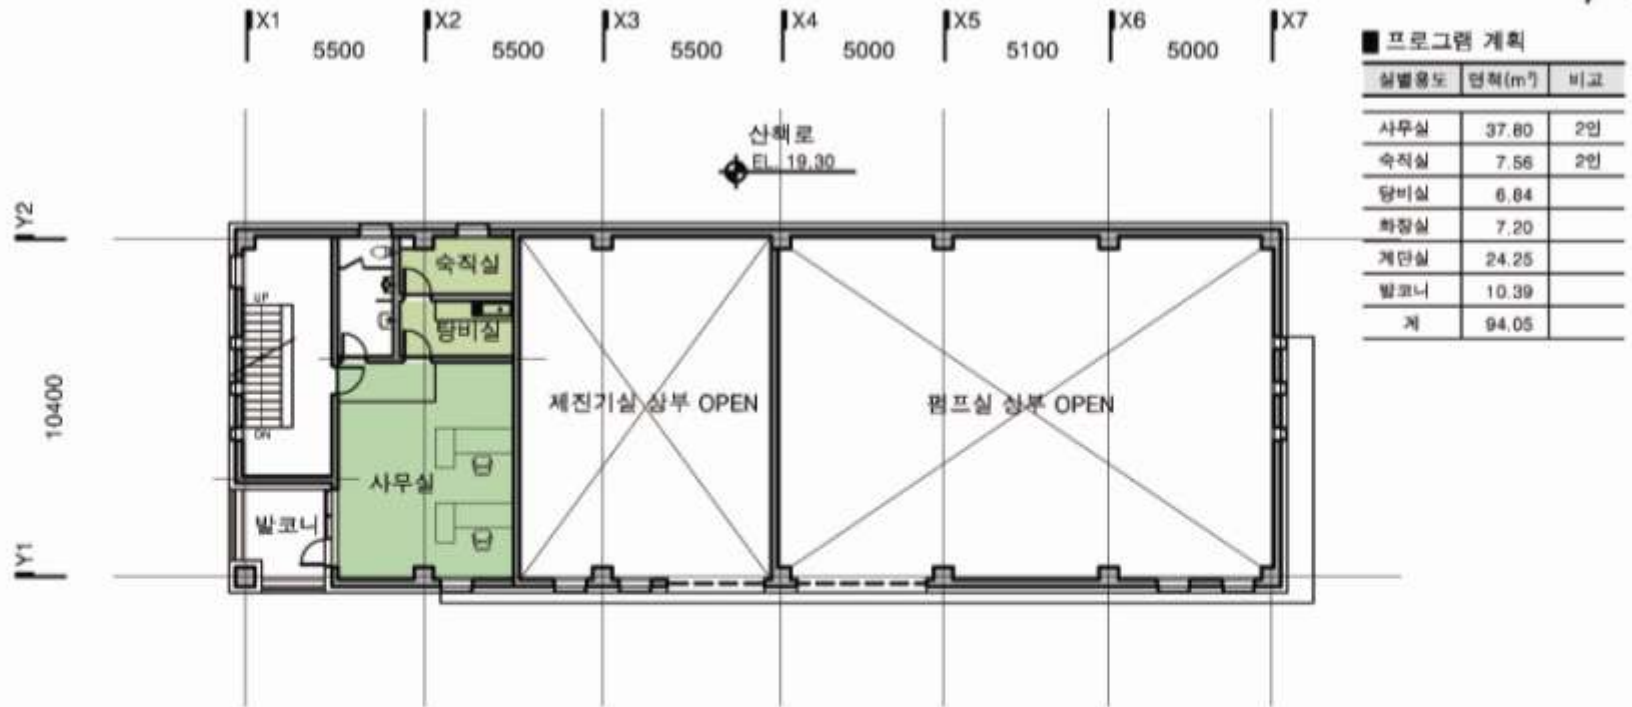 X1 X2 X3 X4 X5 X6 X7
5500 5500 5500 5000 5100 5000
■ 프로그램 계획
실별용도 면적(m²) 비고
사무실 37.80 2인
숙직실 7.56 2인
탕비실 6.84
화장실 7.20
계단실 24.25
발코니 10.39
계 94.05
산책로
EL. 19.30
Y2
숙직실
UP
탕비실
10400
세진기실 상부 OPEN
펌프실 상부 OPEN
DN
사무실
발코니
Y1